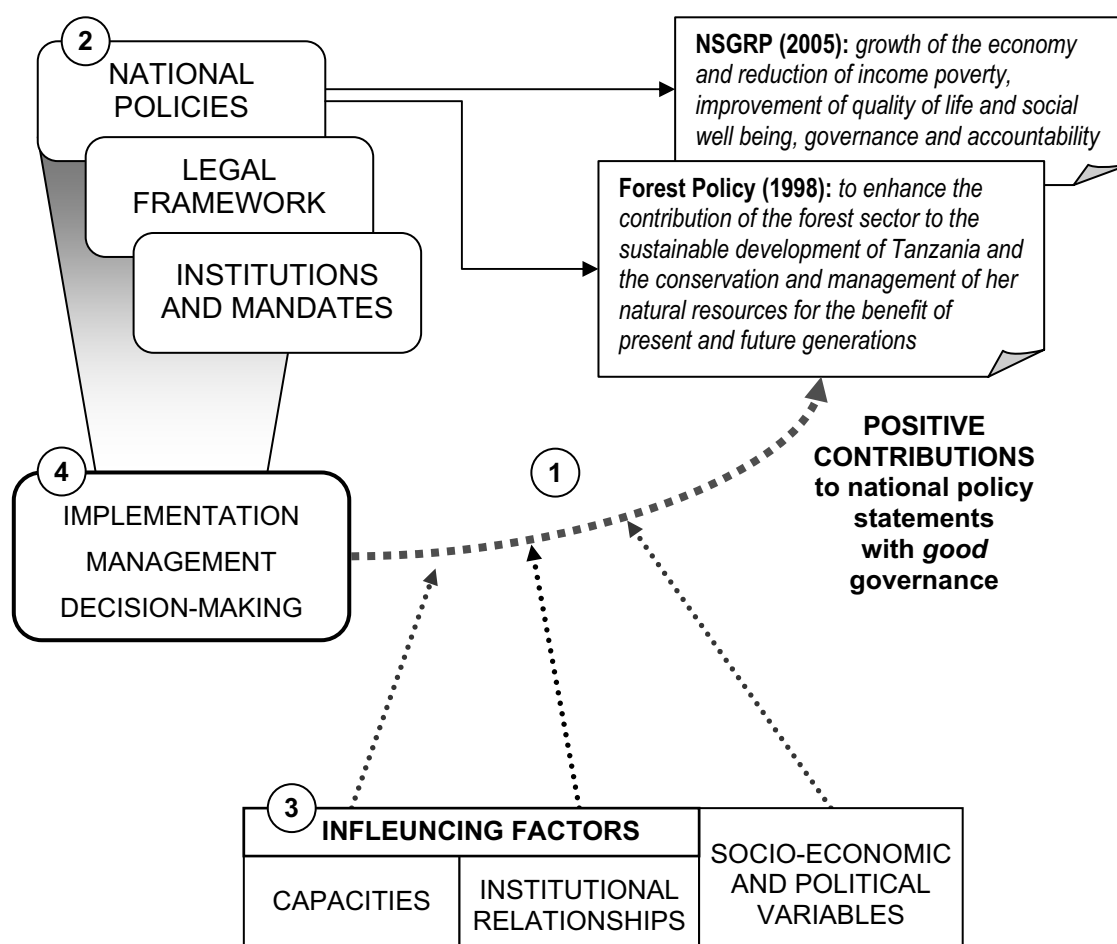 2
NATIONAL
POLICIES
LEGAL
FRAMEWORK
INSTITUTIONS
AND MANDATES
NSGRP (2005): growth of the economy
and reduction of income poverty,
improvement of quality of life and social
well being, governance and accountability
Forest Policy (1998): to enhance the
contribution of the forest sector to the
sustainable development of Tanzania and
the conservation and management of her
natural resources for the benefit of
present and future generations
4
IMPLEMENTATION
MANAGEMENT
DECISION-MAKING
1
POSITIVE
CONTRIBUTIONS
to national policy
statements
with good
governance
3
INFLEUNCING FACTORS
CAPACITIES
INSTITUTIONAL
RELATIONSHIPS
SOCIO-ECONOMIC
AND POLITICAL
VARIABLES